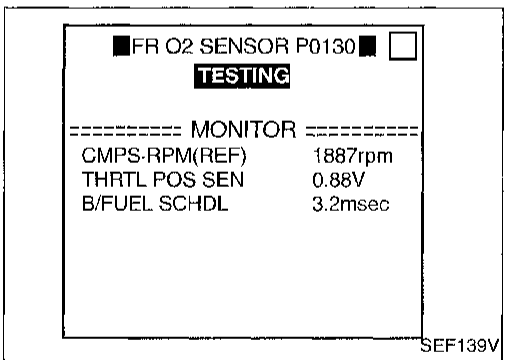 FR O2 SENSOR P0130
TESTING
========== MONITOR ==========
CMPS·RPM(REF) 1887rpm
THRTL POS SEN 0.88V
B/FUEL SCHDL 3.2msec
SEF139V